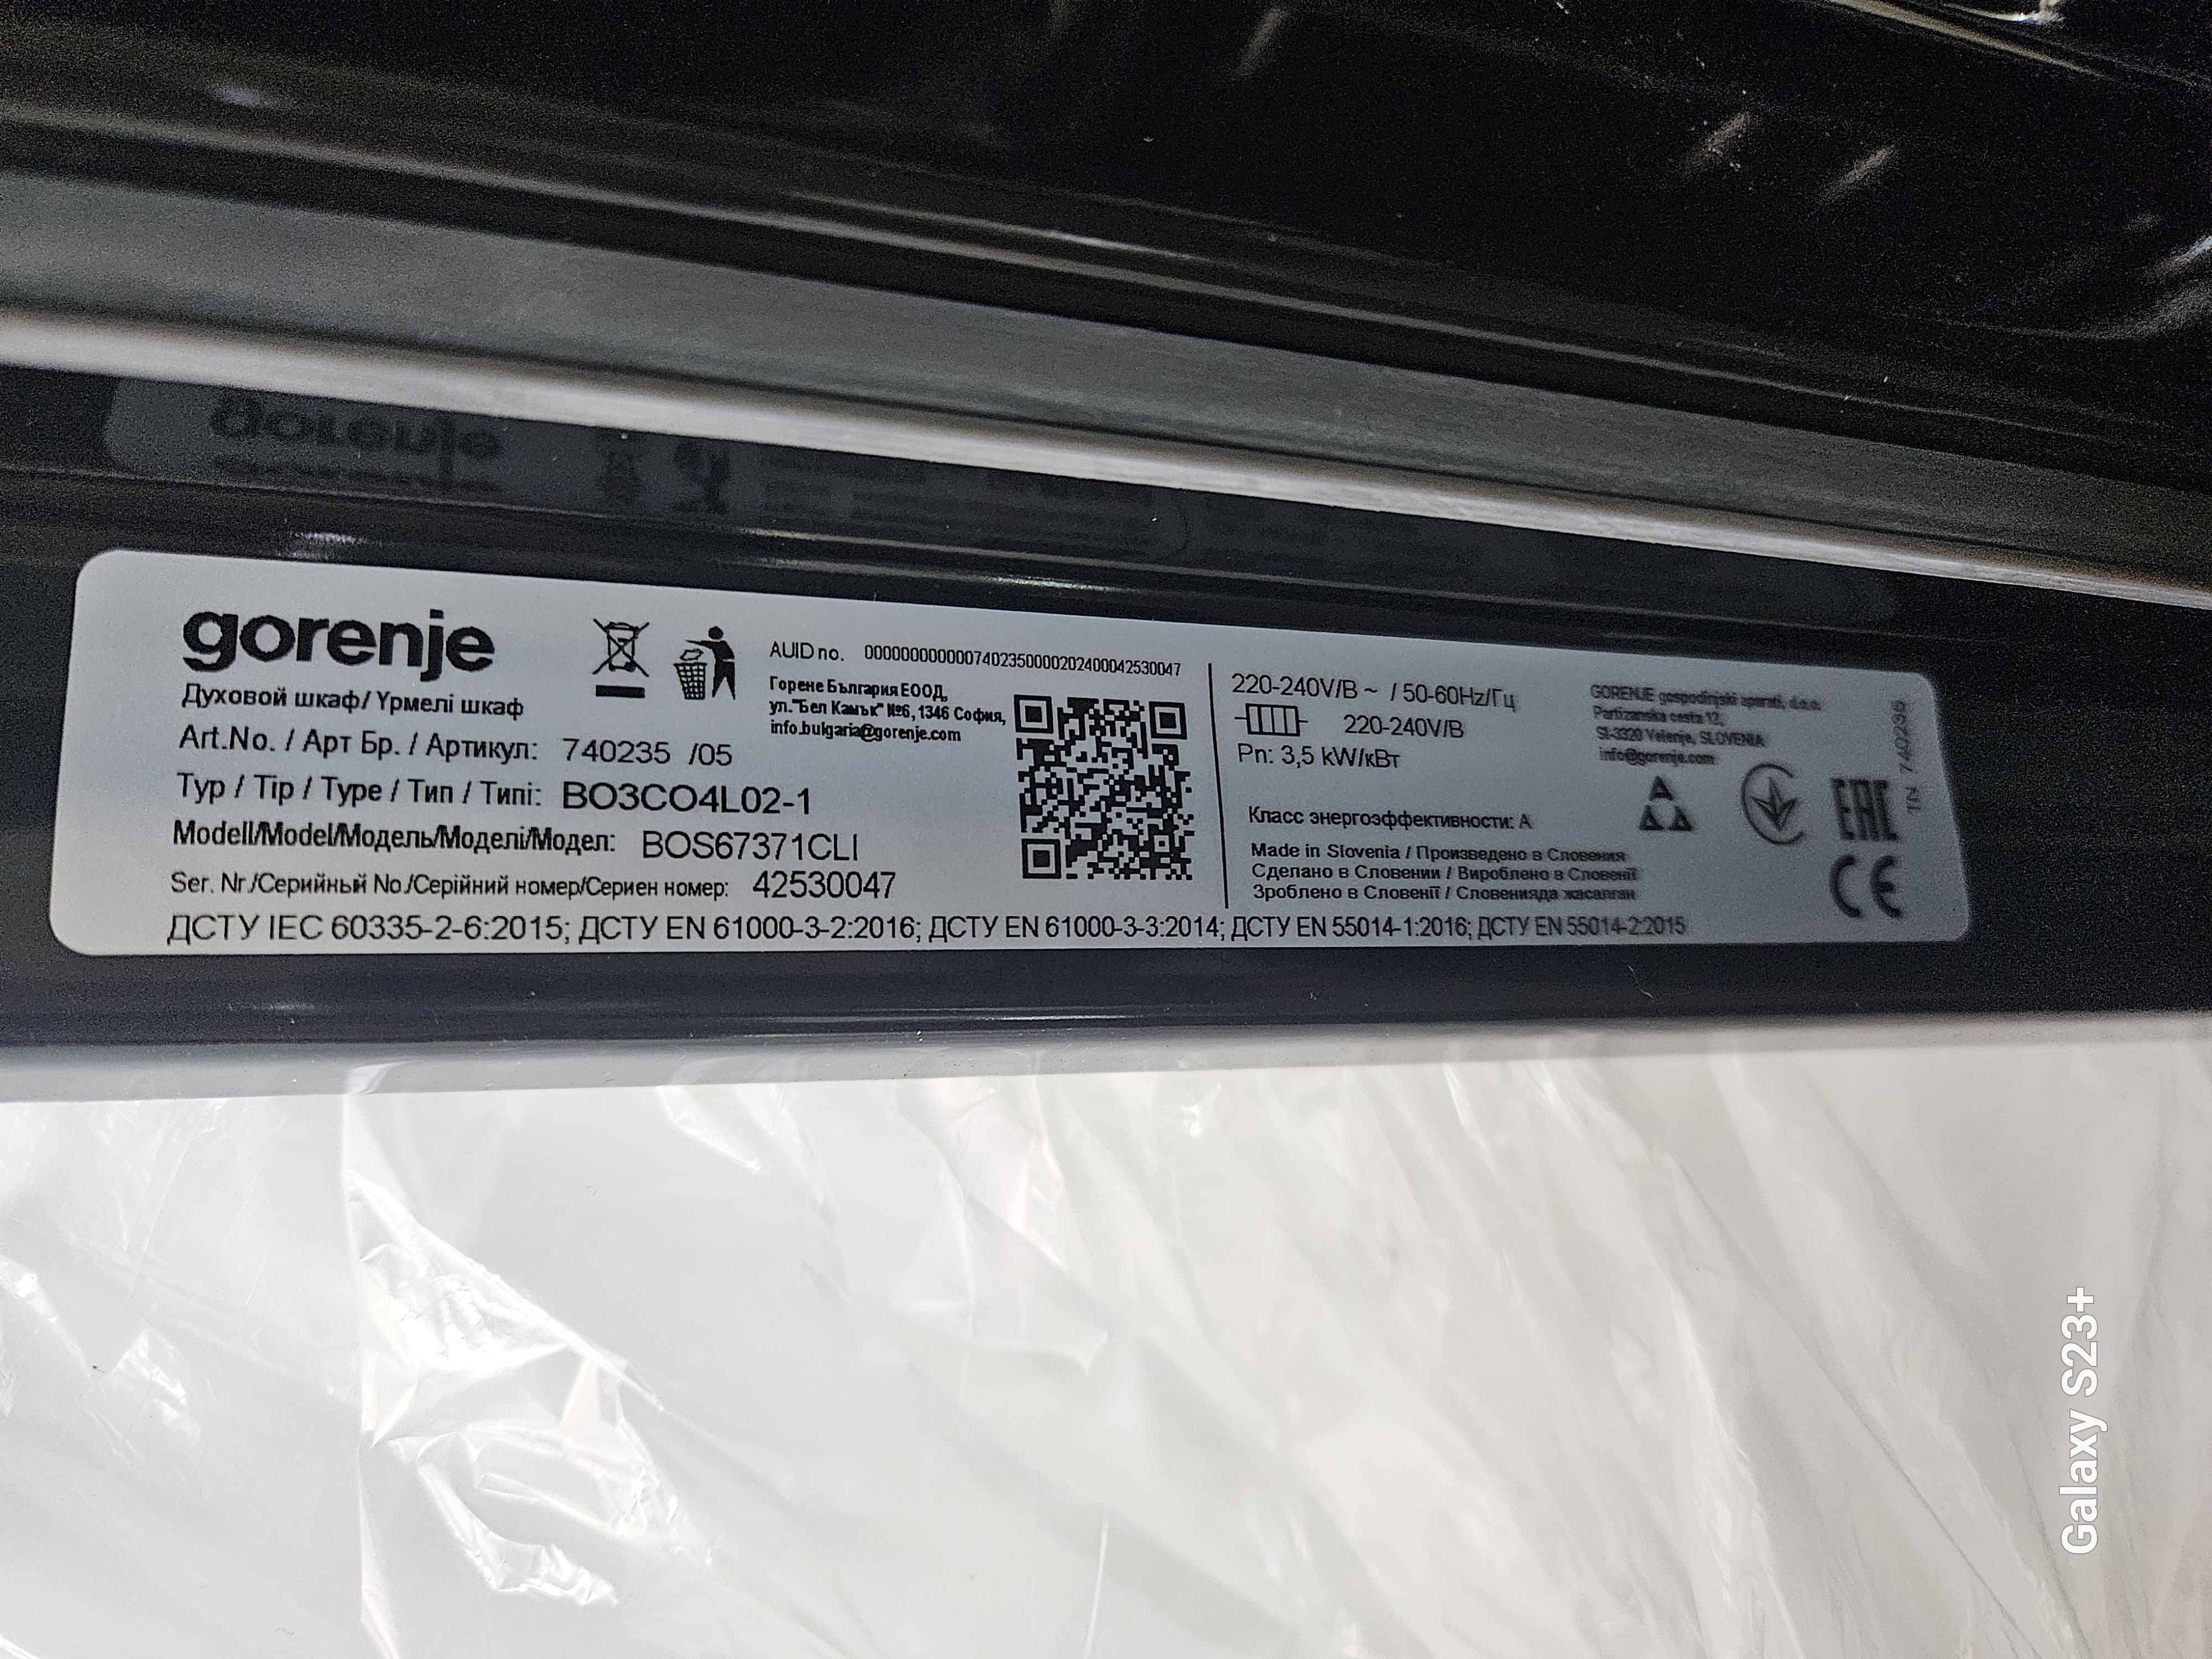 gorenje
Духовой шкаф/ Үрмелі шкаф
Art.No. / Арт Бр. / Артикул: 740235 /05
Typ / Tip / Type / Тип / Типі: BO3CO4L02-1
Modell/Model/Модель/Моделі/Модел: BOS67371CLI
Ser. Nr./Серийный No./Серійний номер/Сериен номер: 42530047
ДСТУ IEC 60335-2-6:2015; ДСТУ EN 61000-3-2:2016; ДСТУ EN 61000-3-3:2014; ДСТУ EN 55014-1:2016; ДСТУ EN 55014-2:2015
AUID no. 0000000000007402350000202400042530047
Горене България ЕООД,
ул."Бел Камък" №6, 1346 София,
info.bulgaria@gorenje.com
220-240V/В ~ / 50-60Hz/Гц
220-240V/В
Pn: 3,5 kW/кВт
Класс энергоэффективности: A
Made in Slovenia / Произведено в Словения
Сделано в Словении / Вироблено в Словенії
Зроблено в Словенії / Словенияда жасалған
GORENJE gospodinjski aparati, d.o.o.
Partizanska cesta 12,
SI-3320 Velenje, SLOVENIA
info@gorenje.com
TN 740235
EAC
CE
Galaxy S23+